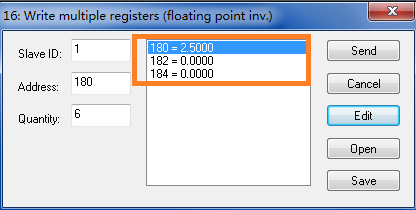 16: Write multiple registers (floating point inv.)
Slave ID: 1
Address: 180
Quantity: 6
180 = 2.5000
182 = 0.0000
184 = 0.0000
Send
Cancel
Edit
Open
Save